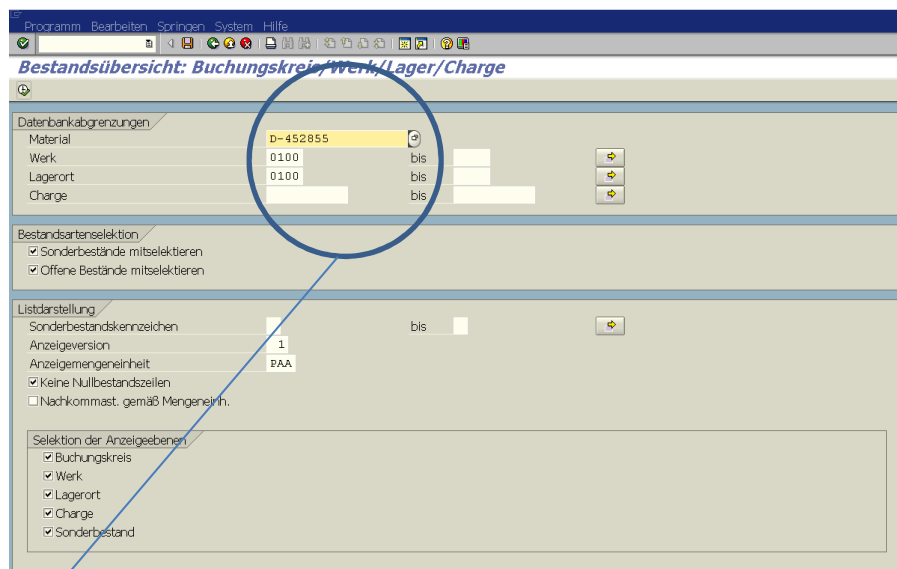 Programm Bearbeiten Springen System Hilfe
Bestandsübersicht: Buchungskreis/Werk/Lager/Charge
Datenbankabgrenzungen
Material D-452855
Werk 0100 bis
Lagerort 0100 bis
Charge bis
Bestandsartenselektion
Sonderbestände mitselektieren
Offene Bestände mitselektieren
Listdarstellung
Sonderbestandskennzeichen bis
Anzeigeversion 1
Anzeigemengeneinheit PAA
Keine Nullbestandszeilen
Nachkommast. gemäß Mengeneinh.
Selektion der Anzeigeebenen
Buchungskreis
Werk
Lagerort
Charge
Sonderbestand